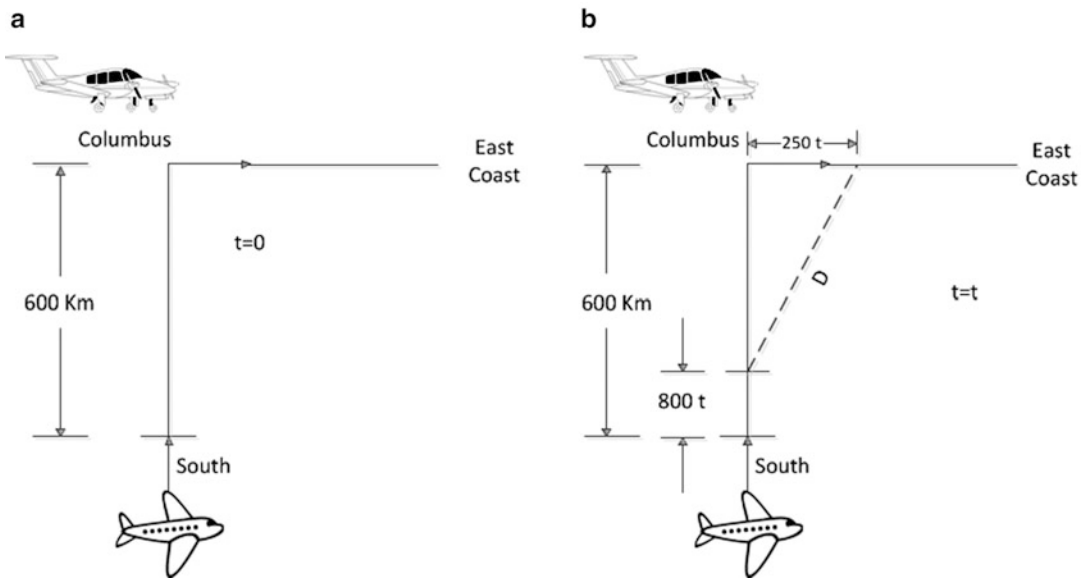 a
Columbus
East
Coast
t=0
600 Km
South
b
Columbus
250 t
East
Coast
D
t=t
600 Km
800 t
South